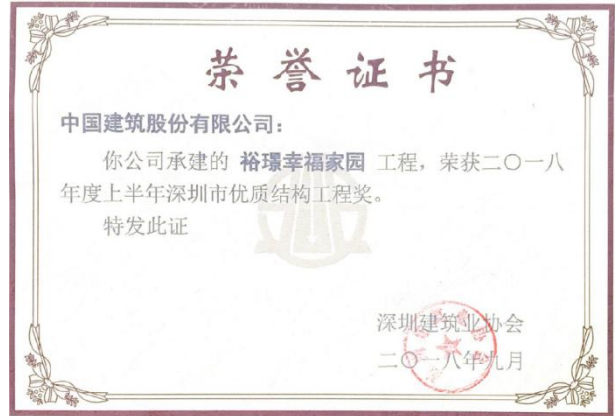 荣誉证书
中国建筑股份有限公司：
你公司承建的 裕璟幸福家园 工程，荣获二〇一八
年度上半年深圳市优质结构工程奖。
特发此证
深圳建筑业协会
二〇一八年九月